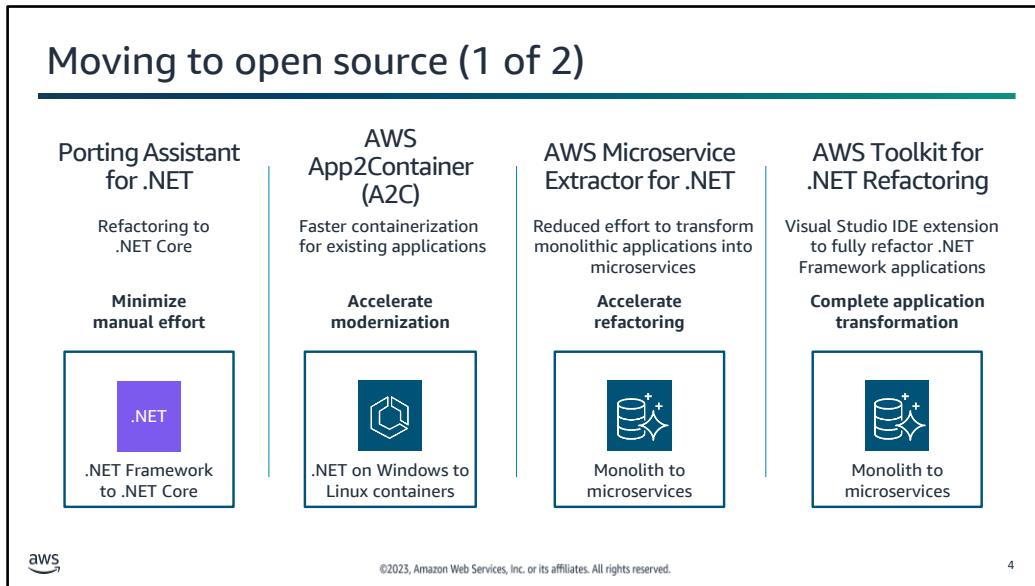 Moving to open source (1 of 2)
Porting Assistant
for .NET
Refactoring to
.NET Core
Minimize
manual effort
.NET
.NET Framework
to .NET Core
AWS
App2Container
(A2C)
Faster containerization
for existing applications
Accelerate
modernization
.NET on Windows to
Linux containers
AWS Microservice
Extractor for .NET
Reduced effort to transform
monolithic applications into
microservices
Accelerate
refactoring
Monolith to
microservices
AWS Toolkit for
.NET Refactoring
Visual Studio IDE extension
to fully refactor .NET
Framework applications
Complete application
transformation
Monolith to
microservices
aws
©2023, Amazon Web Services, Inc. or its affiliates. All rights reserved.
4